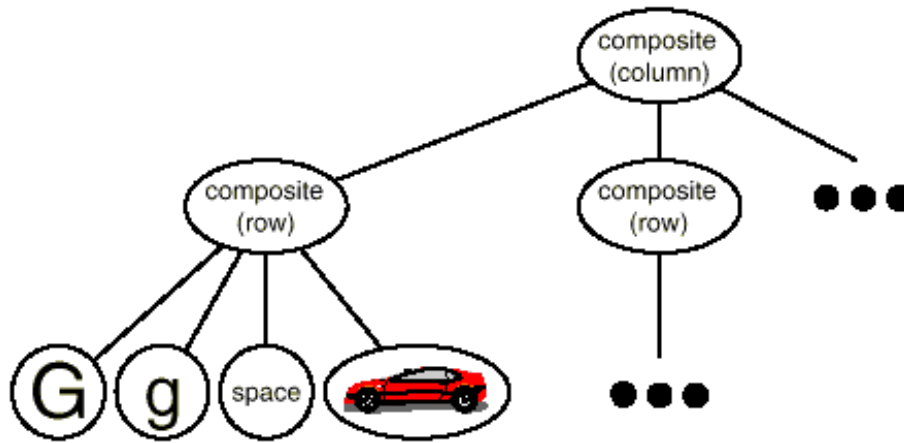 composite
(column)
composite
(row)
composite
(row)
G
g
space